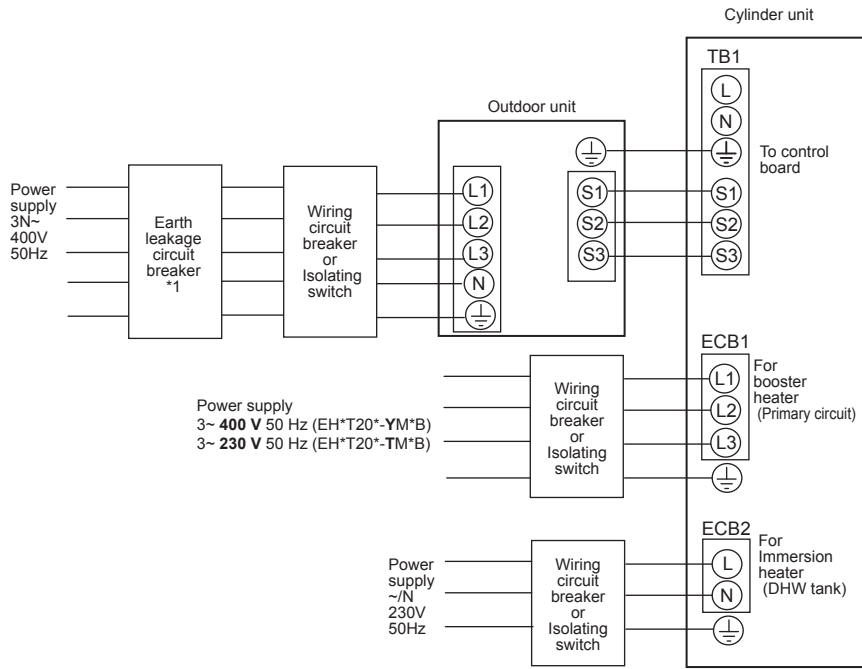 Cylinder unit
TB1
L
N
To control
board
S1
S2
S3
Outdoor unit
L1
L2
L3
N
S1
S2
S3
Power
supply
3N~
400V
50Hz
Earth
leakage
circuit
breaker
*1
Wiring
circuit
breaker
or
Isolating
switch
ECB1
L1
L2
L3
For
booster
heater
(Primary circuit)
Wiring
circuit
breaker
or
Isolating
switch
Power supply
3~ 400 V 50 Hz (EH*T20*-YM*B)
3~ 230 V 50 Hz (EH*T20*-TM*B)
ECB2
L
N
For
Immersion
heater
(DHW tank)
Wiring
circuit
breaker
or
Isolating
switch
Power
supply
~/N
230V
50Hz